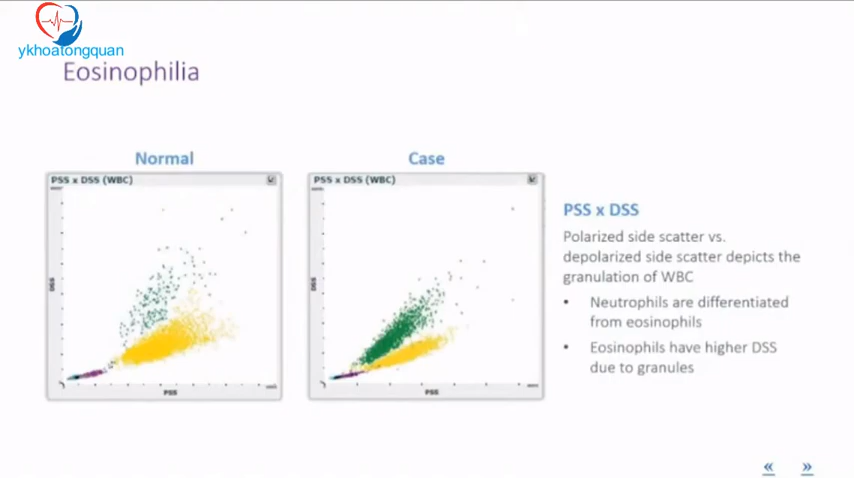 ykhoatongquan
Eosinophilia
Normal
Case
PSS x DSS (WBC)
PSS x DSS (WBC)
DSS
DSS
PSS
PSS
PSS x DSS
Polarized side scatter vs.
depolarized side scatter depicts the
granulation of WBC
• Neutrophils are differentiated
from eosinophils
• Eosinophils have higher DSS
due to granules
« »